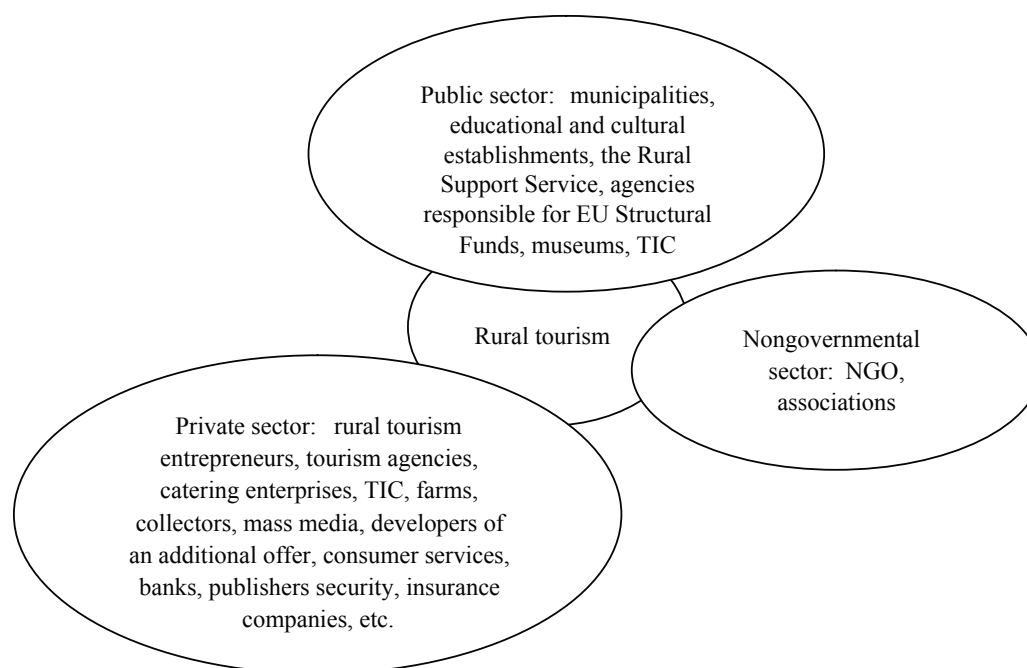 Public sector: municipalities,
educational and cultural
establishments, the Rural
Support Service, agencies
responsible for EU Structural
Funds, museums, TIC
Rural tourism
Nongovernmental
sector: NGO,
associations
Private sector: rural tourism
entrepreneurs, tourism agencies,
catering enterprises, TIC, farms,
collectors, mass media, developers of
an additional offer, consumer services,
banks, publishers security, insurance
companies, etc.